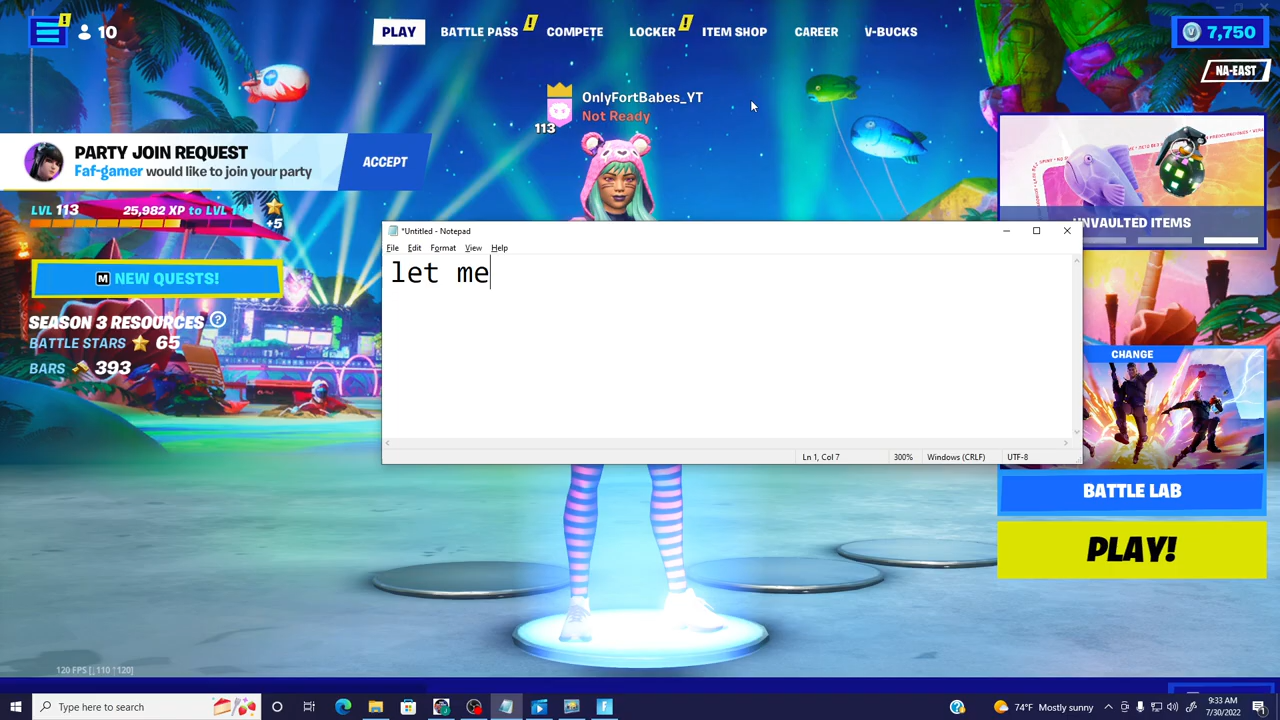 10
PLAY
BATTLE PASS
COMPETE
LOCKER
ITEM SHOP
CAREER
V-BUCKS
7,750
NA-EAST
OnlyFortBabes_YT
Not Ready
113
PARTY JOIN REQUEST
Faf-gamer would like to join your party
ACCEPT
LVL 113
25,982 XP to LVL
+5
M NEW QUESTS!
SEASON 3 RESOURCES ?
BATTLE STARS 65
BARS 393
UNVAULTED ITEMS
*Untitled - Notepad
File Edit Format View Help
let me
Ln 1, Col 7
300%
Windows (CRLF)
UTF-8
CHANGE
BATTLE LAB
PLAY!
120 FPS [↓110 ↑120]
Type here to search
74°F Mostly sunny
9:33 AM
7/30/2022